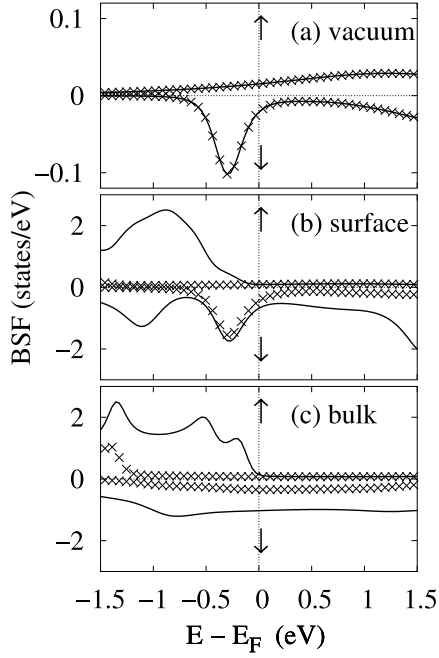 0.1
(a) vacuum
0
−0.1
2
(b) surface
0
−2
BSF (states/eV)
2
(c) bulk
0
−2
−1.5 −1 −0.5 0 0.5 1 1.5
E − E_F (eV)